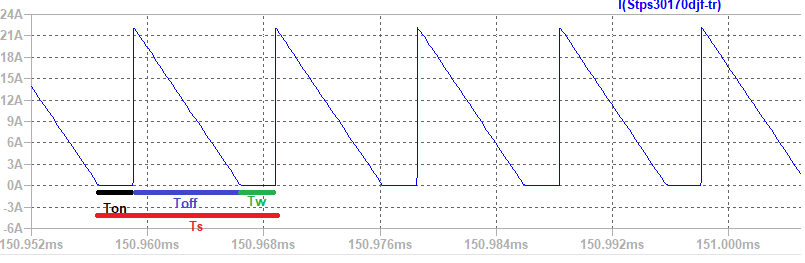 I(Stps30170djf-tr)
24A
21A
18A
15A
12A
9A
6A
3A
0A
-3A
-6A
Ton
Toff
Tw
Ts
150.952ms 150.960ms 150.968ms 150.976ms 150.984ms 150.992ms 151.000ms